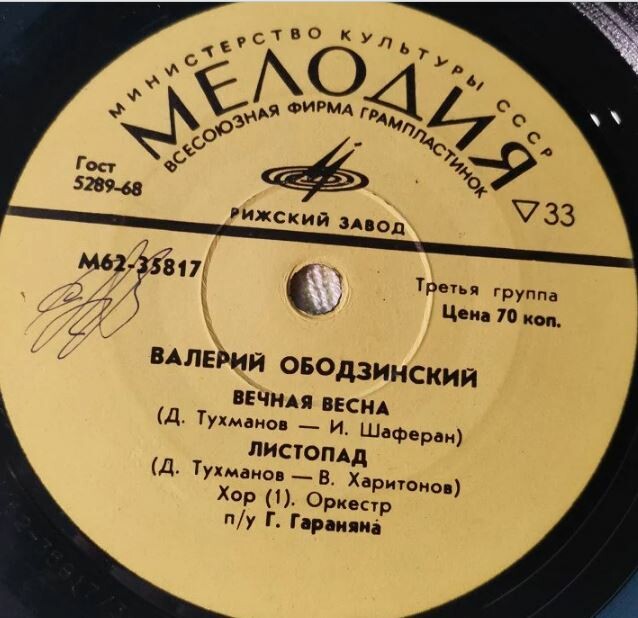 МИНИСТЕРСТВО КУЛЬТУРЫ СССР
МЕЛОДИЯ
ВСЕСОЮЗНАЯ ФИРМА ГРАМПЛАСТИНОК
Гост
5289-68
▽33
РИЖСКИЙ ЗАВОД
М62-35817
Третья группа
Цена 70 коп.
ВАЛЕРИЙ ОБОДЗИНСКИЙ
ВЕЧНАЯ ВЕСНА
(Д. Тухманов — И. Шаферан)
ЛИСТОПАД
(Д. Тухманов — В. Харитонов)
Хор (1). Оркестр
п/у Г. Гараняна